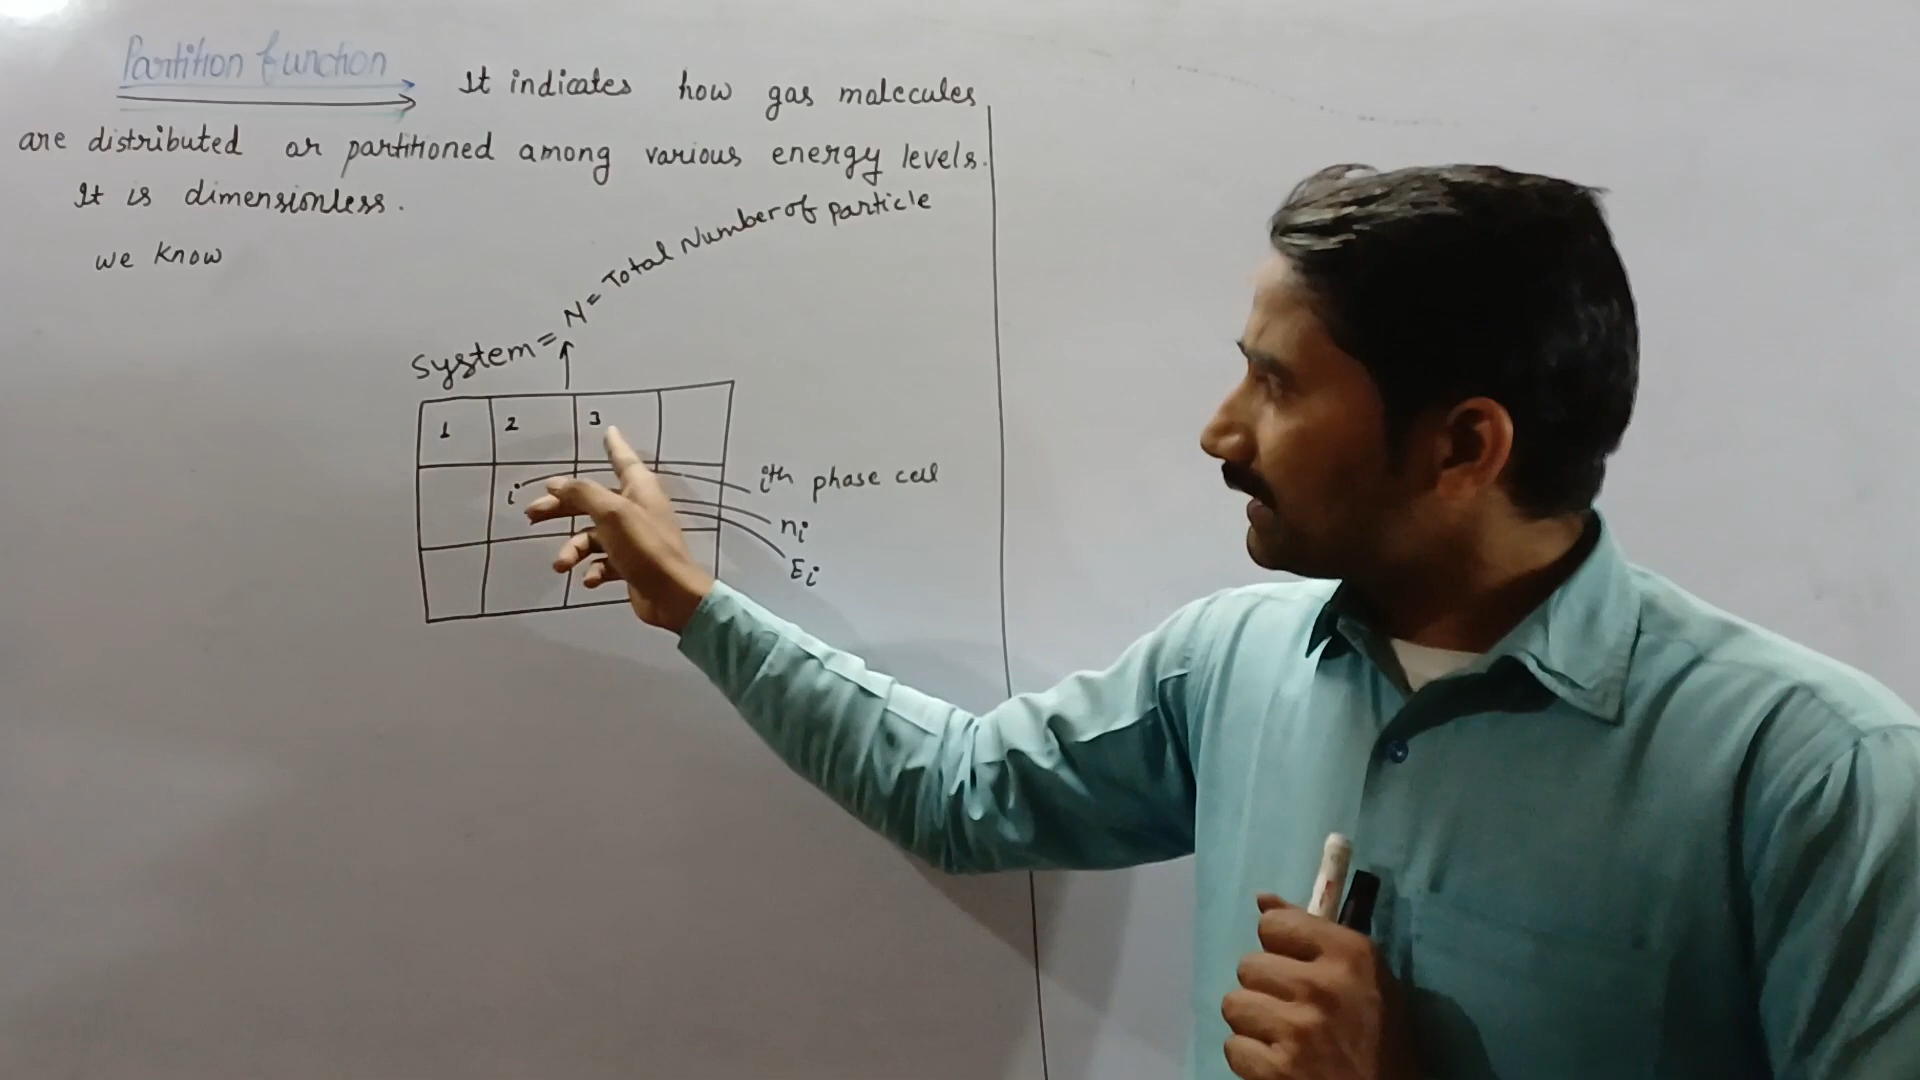 Partition function
It indicates how gas molecules
are distributed or partitioned among various energy levels.
It is dimensionless.
we know
System = N = Total Number of particle
1 2 3
i
ith phase cell
ni
Ei